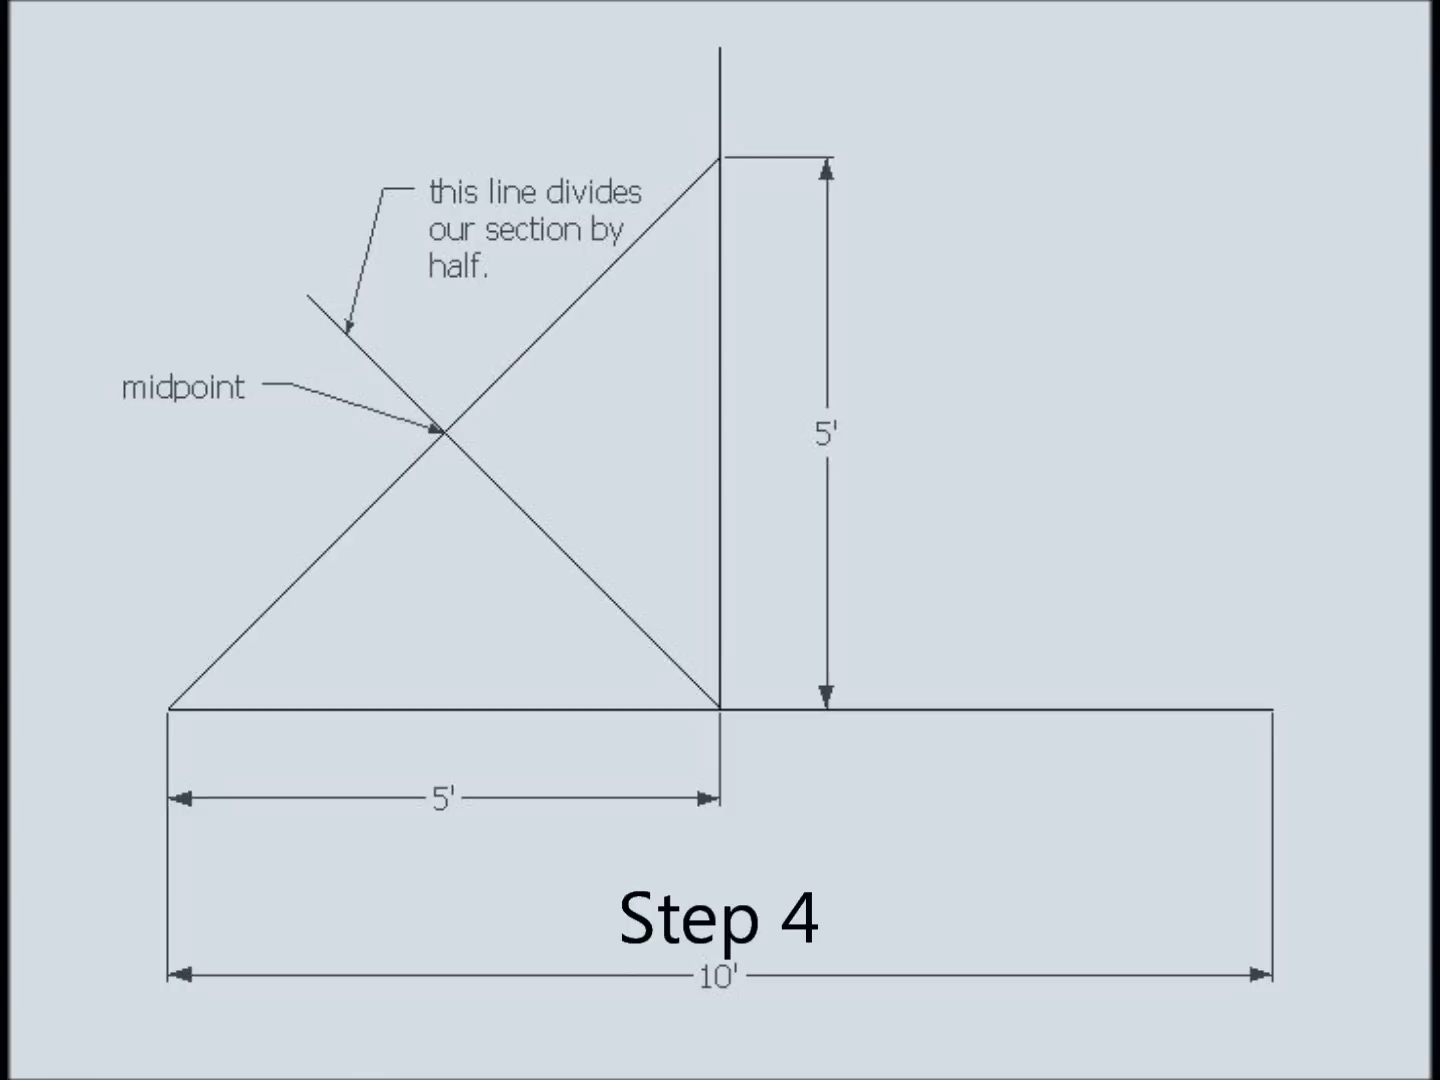 this line divides
our section by
half.
midpoint
5'
5'
Step 4
10'